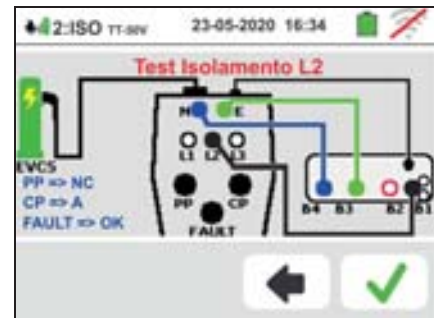 2:ISO TT-50V 23-05-2020 16:34
Test Isolamento L2
N E
L1 L2 L3
EVCS
PP => NC
CP => A
FAULT => OK
PP CP
FAULT
B4 B3 B2 B1